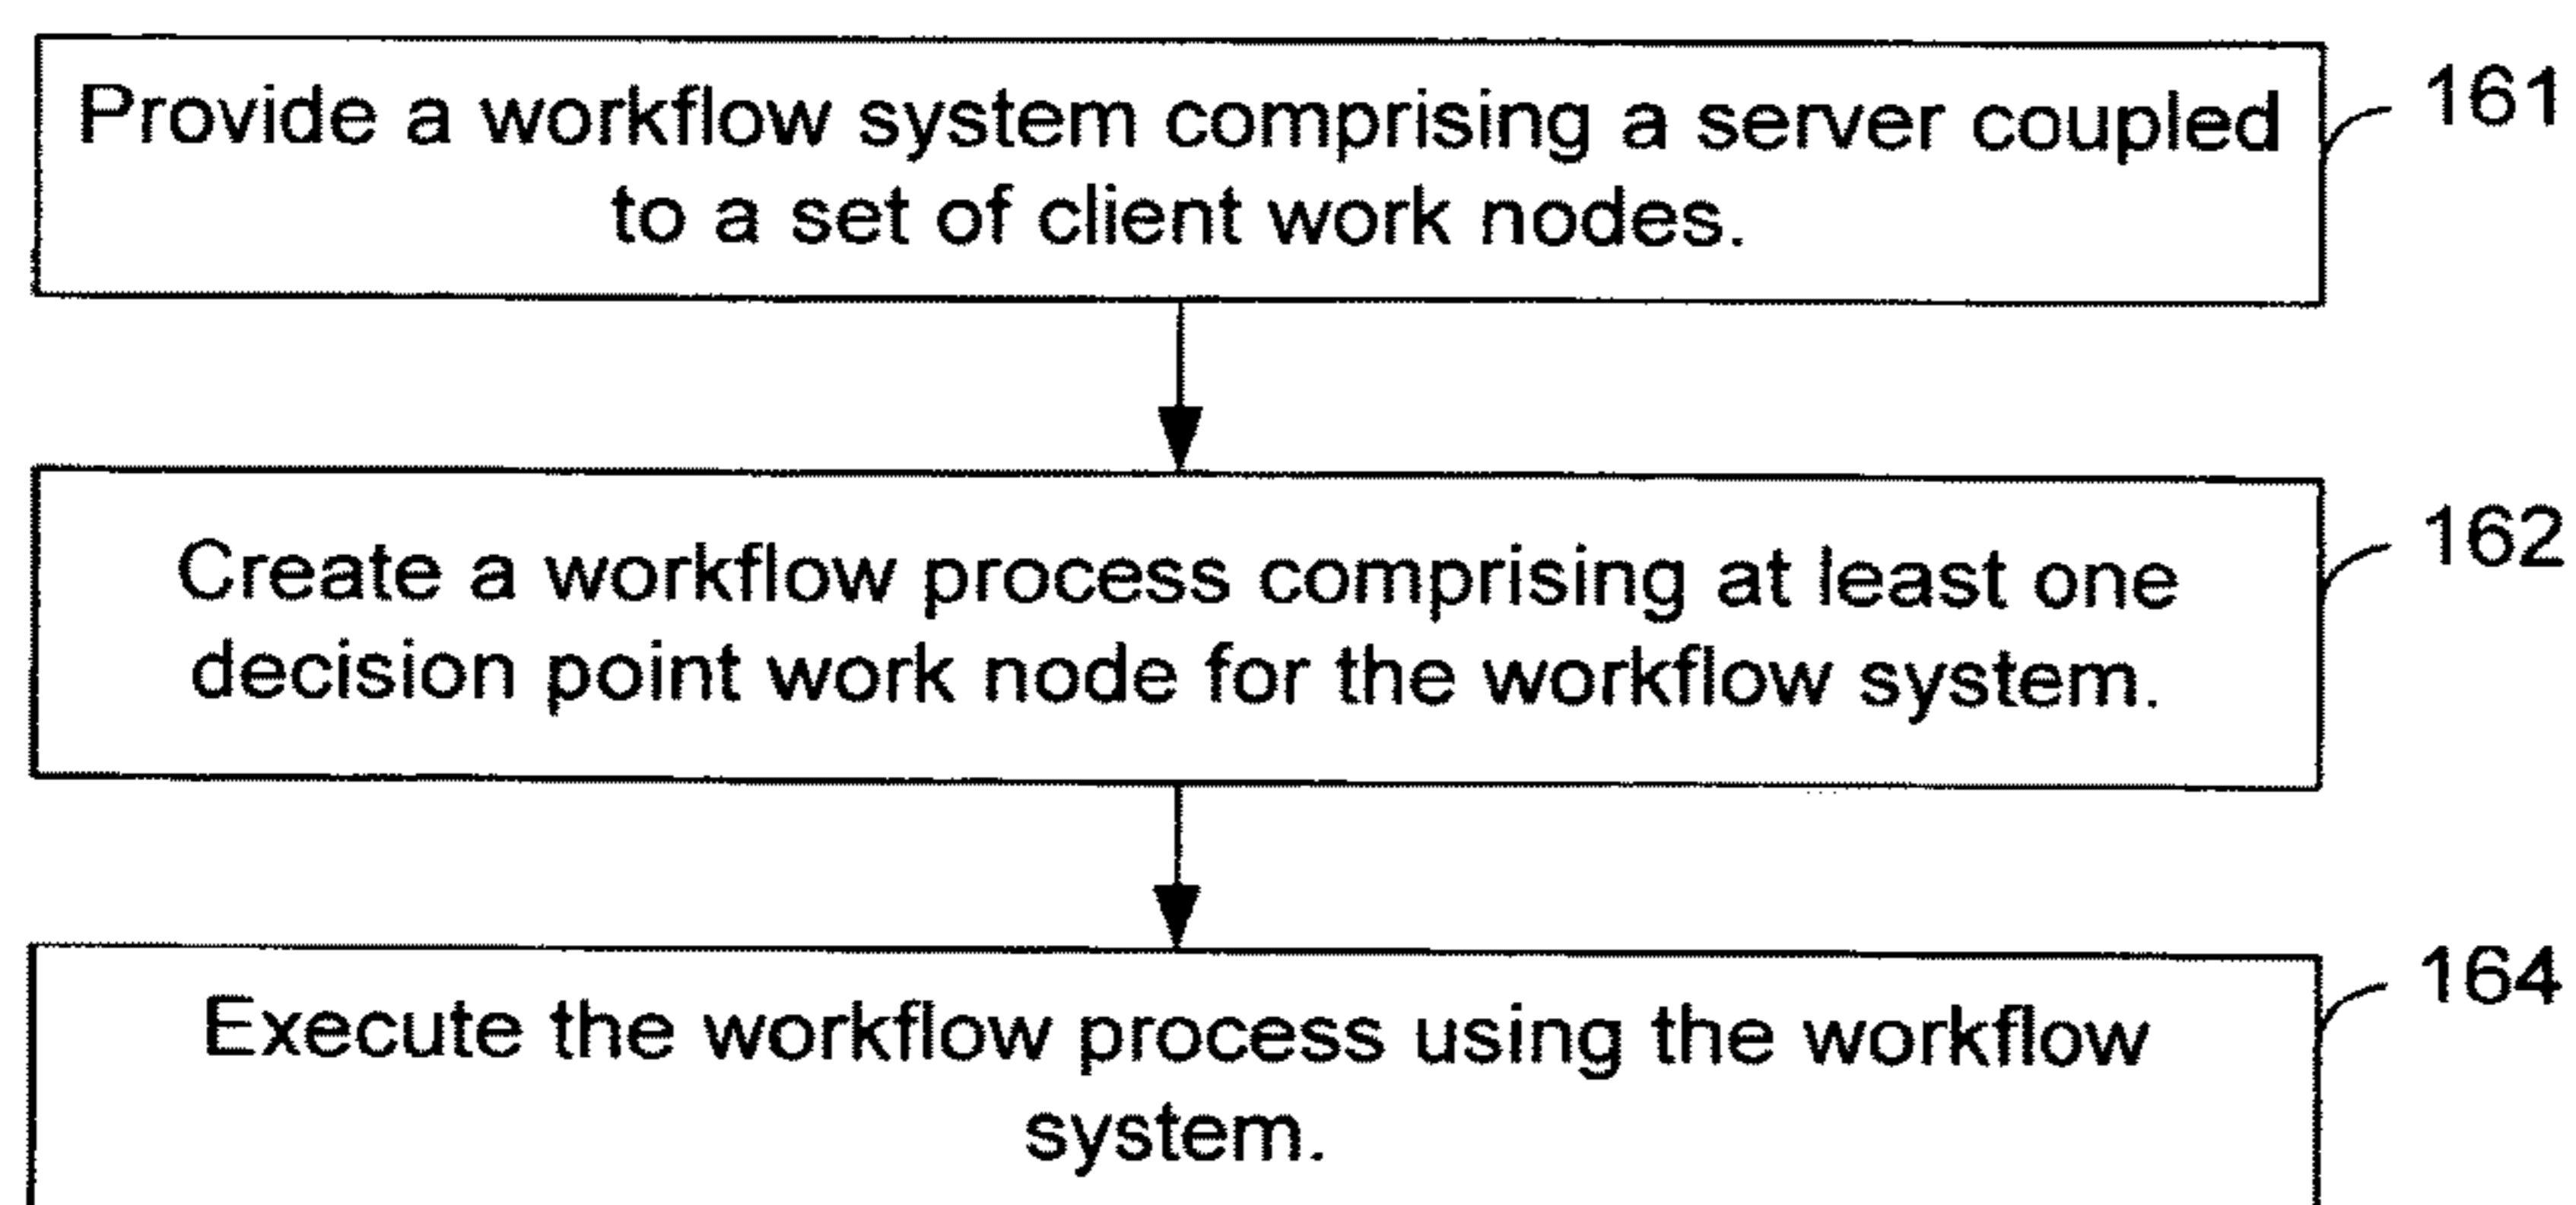 Provide a workflow system comprising a server coupled
to a set of client work nodes.
161
Create a workflow process comprising at least one
decision point work node for the workflow system.
162
Execute the workflow process using the workflow
system.
164